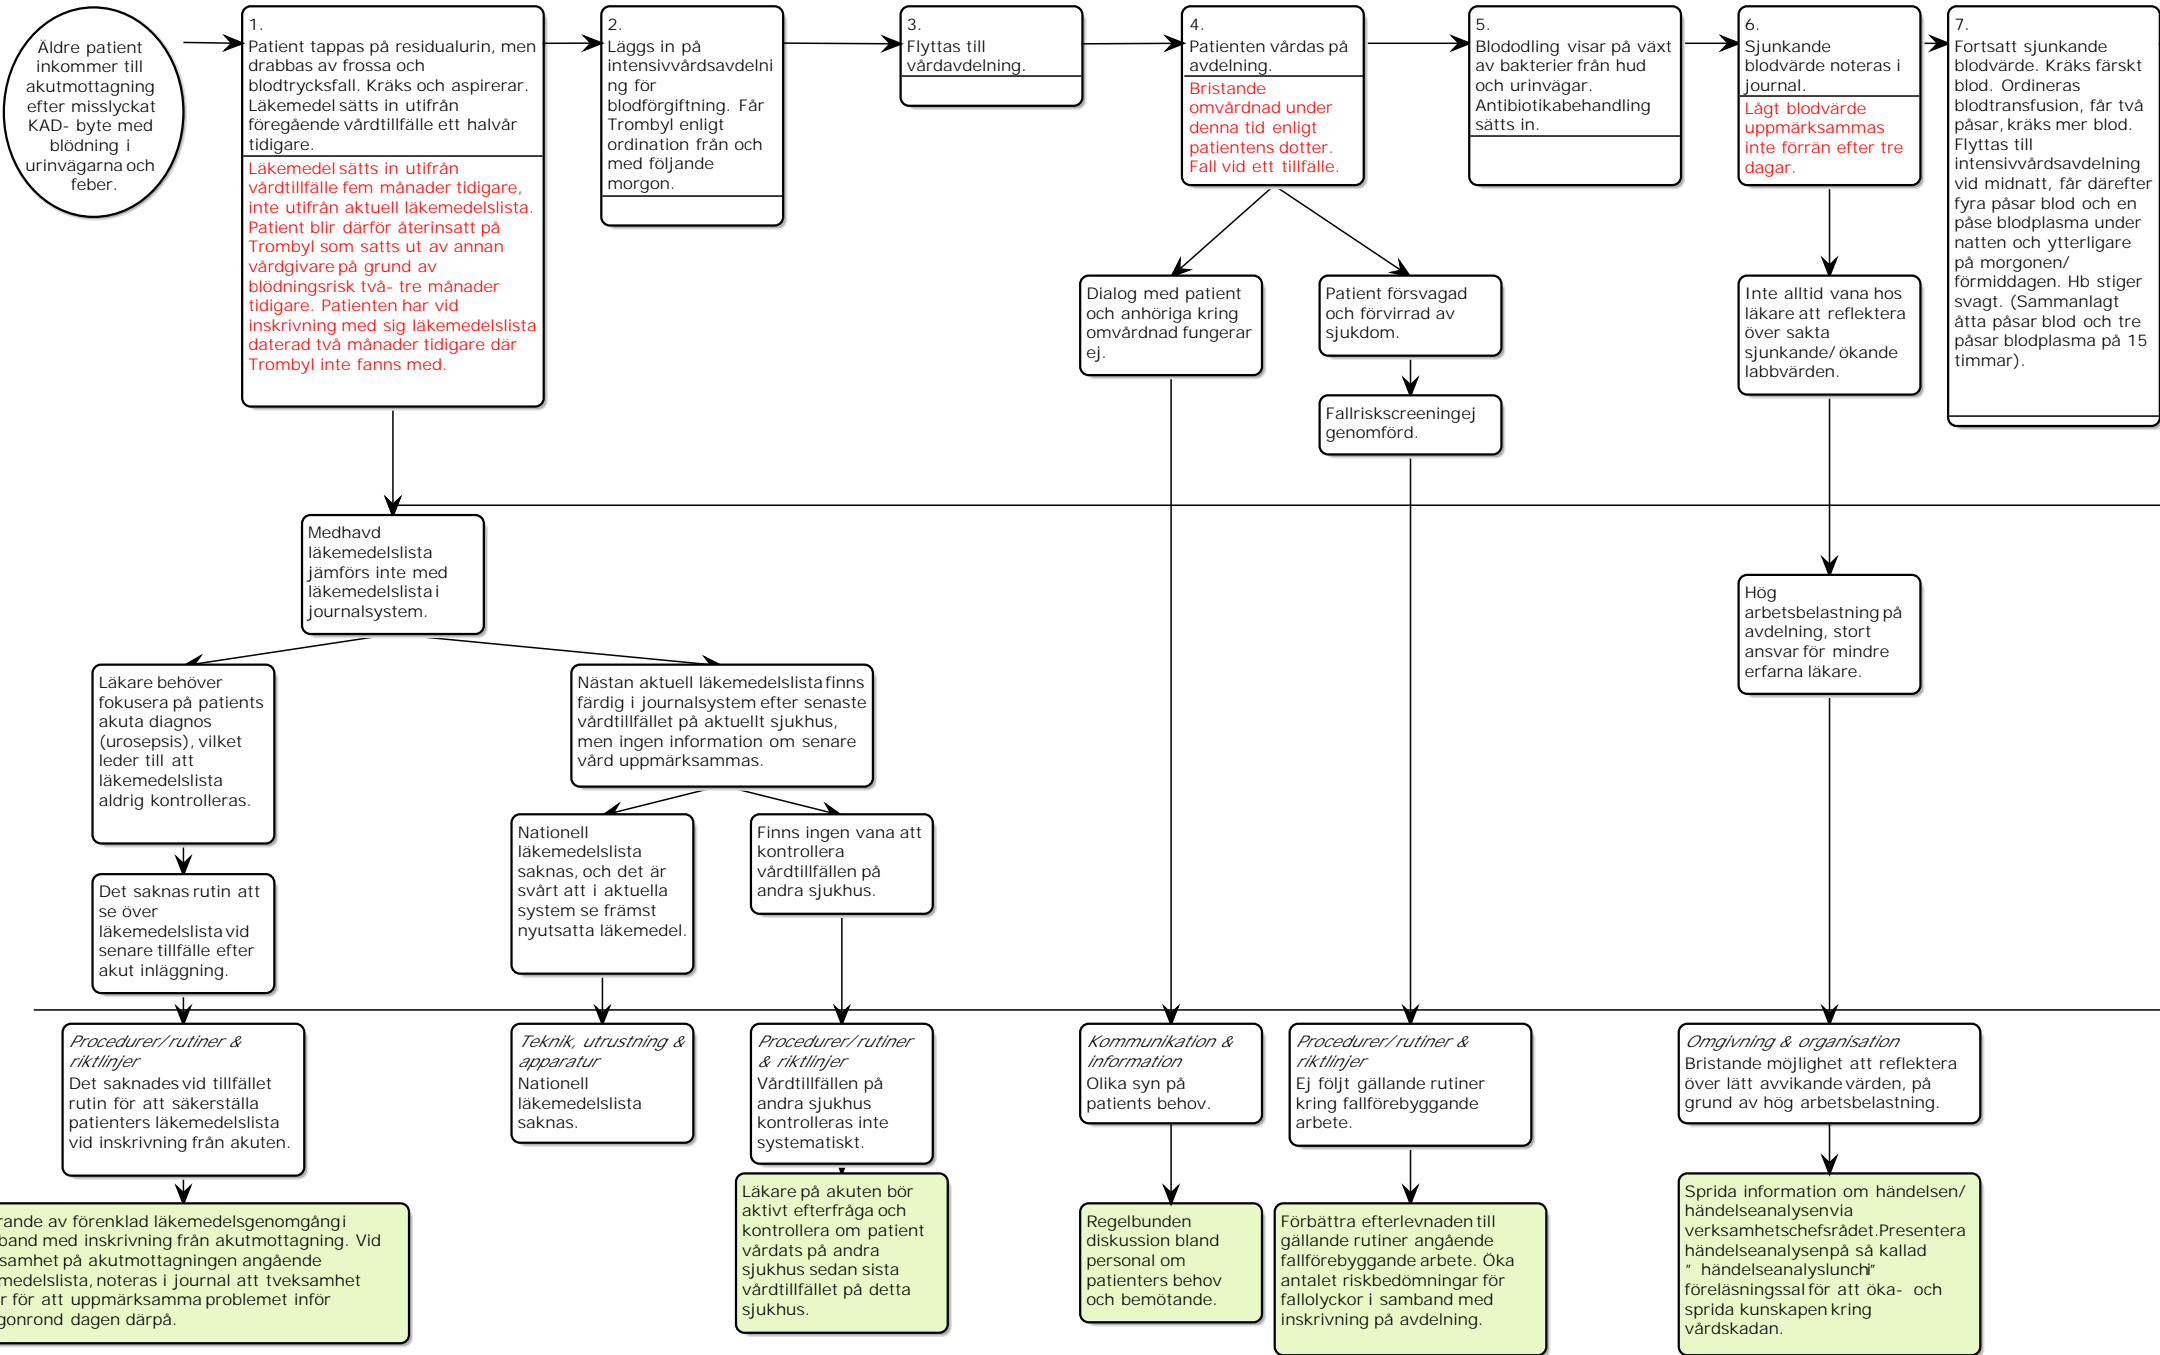 Äldre patient
inkommer till
akutmottagning
efter misslyckat
KAD- byte med
blödning i
urinvägarna och
feber.
1.
Patient tappas på residualurin, men
drabbas av frossa och
blodtrycksfall. Kräks och aspirerar.
Läkemedel sätts in utifrån
föregående vårdtillfälle ett halvår
tidigare.
Läkemedel sätts in utifrån
vårdtillfälle fem månader tidigare,
inte utifrån aktuell läkemedelslista.
Patient blir därför återinsatt på
Trombyl som satts ut av annan
vårdgivare på grund av
blödningsrisk två- tre månader
tidigare. Patienten har vid
inskrivning med sig läkemedelslista
daterad två månader tidigare där
Trombyl inte fanns med.
2.
Läggs in på
intensivvårdsavdelni
ng för
blodförgiftning. Får
Trombyl enligt
ordination från och
med följande
morgon.
3.
Flyttas till
vårdavdelning.
4.
Patienten vårdas på
avdelning.
Bristande
omvårdnad under
denna tid enligt
patientens dotter.
Fall vid ett tillfälle.
5.
Blododling visar på växt
av bakterier från hud
och urinvägar.
Antibiotikabehandling
sätts in.
6.
Sjunkande
blodvärde noteras i
journal.
Lågt blodvärde
uppmärksammas
inte förrän efter tre
dagar.
7.
Fortsatt sjunkande
blodvärde. Kräks färskt
blod. Ordineras
blodtransfusion, får två
påsar, kräks mer blod.
Flyttas till
intensivvårdsavdelning
vid midnatt, får därefter
fyra påsar blod och en
påse blodplasma under
natten och ytterligare
på morgonen/
förmiddagen. Hb stiger
svagt. (Sammanlagt
åtta påsar blod och tre
påsar blodplasma på 15
timmar).
Dialog med patient
och anhöriga kring
omvårdnad fungerar
ej.
Patient försvagad
och förvirrad av
sjukdom.
Inte alltid vana hos
läkare att reflektera
över sakta
sjunkande/ ökande
labbvärden.
Fallriskscreening ej
genomförd.
Medhavd
läkemedelslista
jämförs inte med
läkemedelslista i
journalsystem.
Hög
arbetsbelastning på
avdelning, stort
ansvar för mindre
erfarna läkare.
Läkare behöver
fokusera på patients
akuta diagnos
(urosepsis), vilket
leder till att
läkemedelslista
aldrig kontrolleras.
Nästan aktuell läkemedelslista finns
färdig i journalsystem efter senaste
vårdtillfället på aktuellt sjukhus,
men ingen information om senare
vård uppmärksammas.
Nationell
läkemedelslista
saknas, och det är
svårt att i aktuella
system se främst
nyutsatta läkemedel.
Finns ingen vana att
kontrollera
vårdtillfällen på
andra sjukhus.
Det saknas rutin att
se över
läkemedelslista vid
senare tillfälle efter
akut inläggning.
Procedurer/ rutiner &
riktlinjer
Det saknades vid tillfället
rutin för att säkerställa
patienters läkemedelslista
vid inskrivning från akuten.
Teknik, utrustning &
apparatur
Nationell
läkemedelslista
saknas.
Procedurer/ rutiner
& riktlinjer
Vårdtillfällen på
andra sjukhus
kontrolleras inte
systematiskt.
Kommunikation &
information
Olika syn på
patients behov.
Procedurer/ rutiner &
riktlinjer
Ej följt gällande rutiner
kring fallförebyggande
arbete.
Omgivning & organisation
Bristande möjlighet att reflektera
över lätt avvikande värden, på
grund av hög arbetsbelastning.
rande av förenklad läkemedelsgenomgång i
band med inskrivning från akutmottagning. Vid
samhet på akutmottagningen angående
medelslista, noteras i journal att tveksamhet
r för att uppmärksamma problemet inför
gonrond dagen därpå.
Läkare på akuten bör
aktivt efterfråga och
kontrollera om patient
vårdats på andra
sjukhus sedan sista
vårdtillfället på detta
sjukhus.
Regelbunden
diskussion bland
personal om
patienters behov
och bemötande.
Förbättra efterlevnaden till
gällande rutiner angående
fallförebyggande arbete. Öka
antalet riskbedömningar för
fallolyckor i samband med
inskrivning på avdelning.
Sprida information om händelsen/
händelseanalysen via
verksamhetschefsrådet. Presentera
händelseanalysen på så kallad
" händelseanalyslunch"
föreläsningssal för att öka- och
sprida kunskapen kring
vårdskadan.